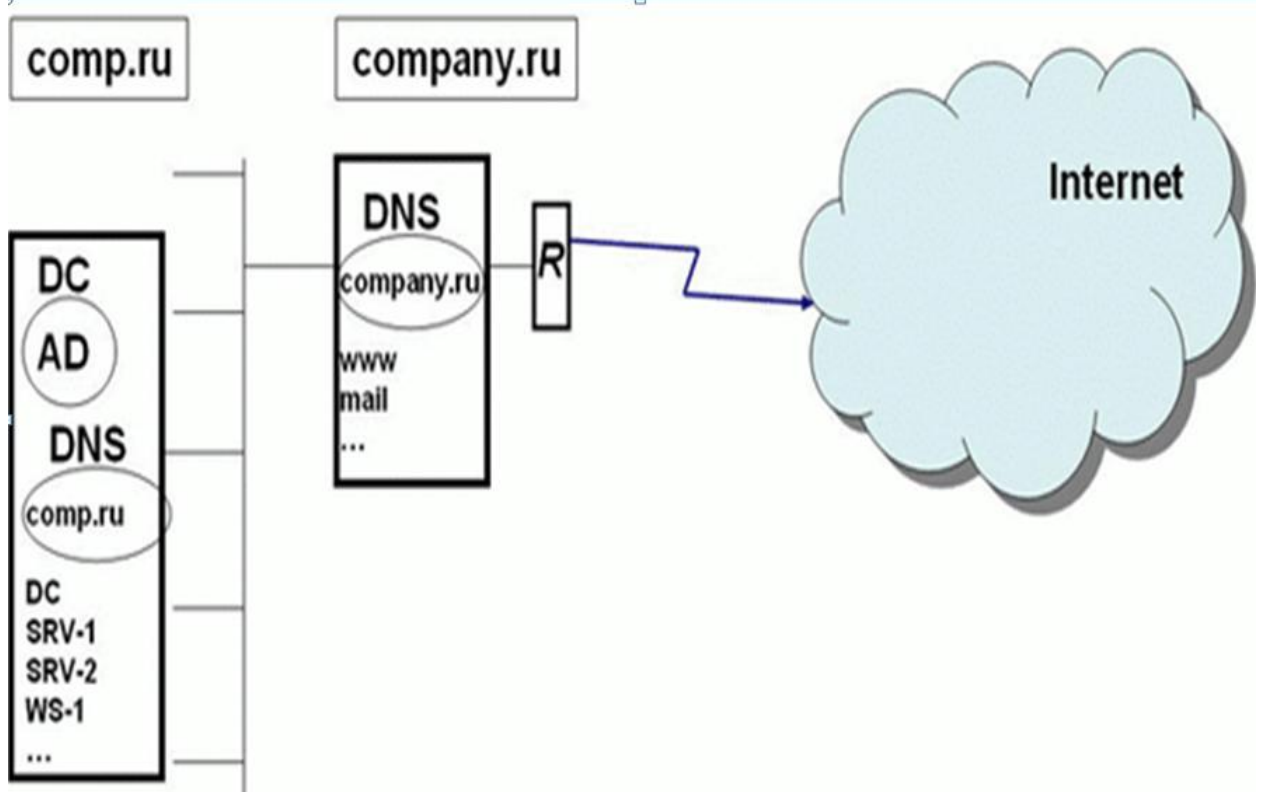 comp.ru
company.ru
DC
AD
DNS
comp.ru
DC
SRV-1
SRV-2
WS-1
...
DNS
company.ru
www
mail
...
R
Internet